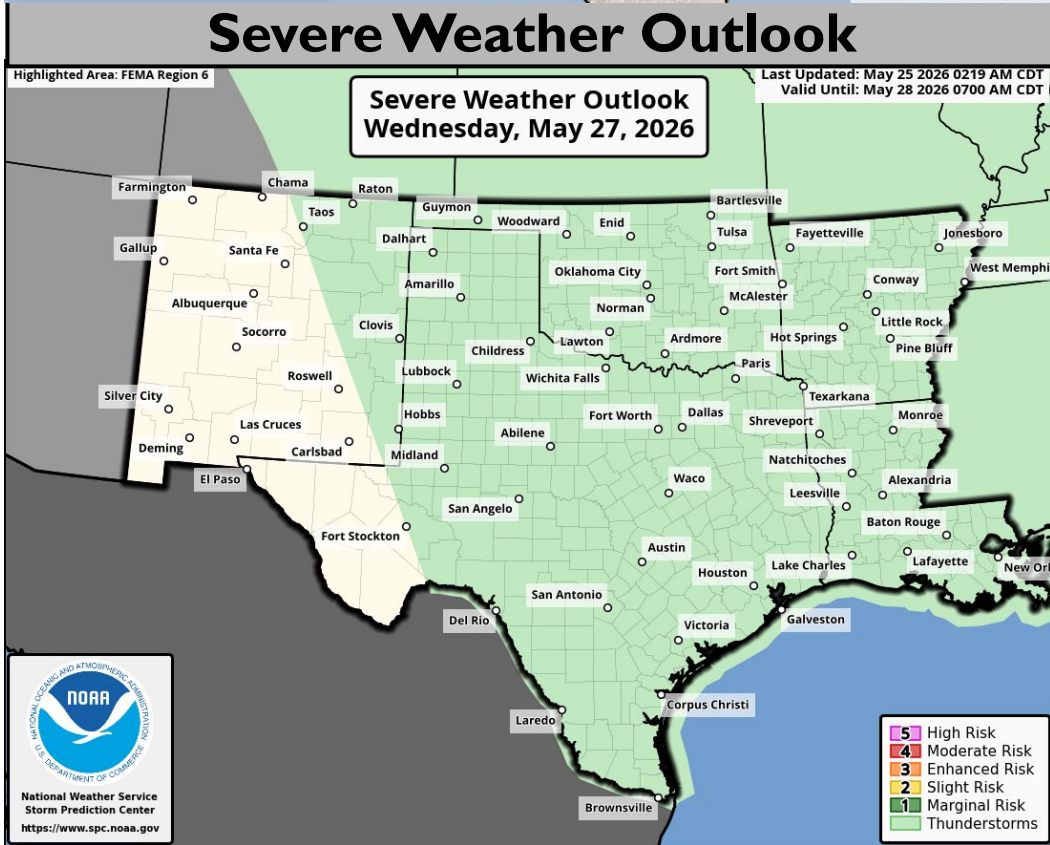 Severe Weather Outlook
Highlighted Area: FEMA Region 6
Last Updated: May 25 2026 0219 AM CDT
Valid Until: May 28 2026 0700 AM CDT
Severe Weather Outlook
Wednesday, May 27, 2026
Farmington
Chama
Raton
Taos
Guymon
Bartlesville
Woodward
Enid
Tulsa
Fayetteville
Jonesboro
Gallup
Santa Fe
Dalhart
Oklahoma City
Fort Smith
Conway
West Memphi
Albuquerque
Amarillo
Norman
McAlester
Little Rock
Socorro
Clovis
Childress
Lawton
Ardmore
Hot Springs
Pine Bluff
Roswell
Lubbock
Wichita Falls
Paris
Texarkana
Silver City
Las Cruces
Hobbs
Fort Worth
Dallas
Shreveport
Monroe
Deming
Carlsbad
Midland
Abilene
Natchitoches
El Paso
San Angelo
Waco
Leesville
Alexandria
Fort Stockton
Baton Rouge
Austin
Houston
Lake Charles
Lafayette
New Orl
San Antonio
Del Rio
Victoria
Galveston
Laredo
Corpus Christi
Brownsville
NATIONAL OCEANIC AND ATMOSPHERIC ADMINISTRATION
NOAA
U.S. DEPARTMENT OF COMMERCE
National Weather Service
Storm Prediction Center
https://www.spc.noaa.gov
5 High Risk
4 Moderate Risk
3 Enhanced Risk
2 Slight Risk
1 Marginal Risk
Thunderstorms